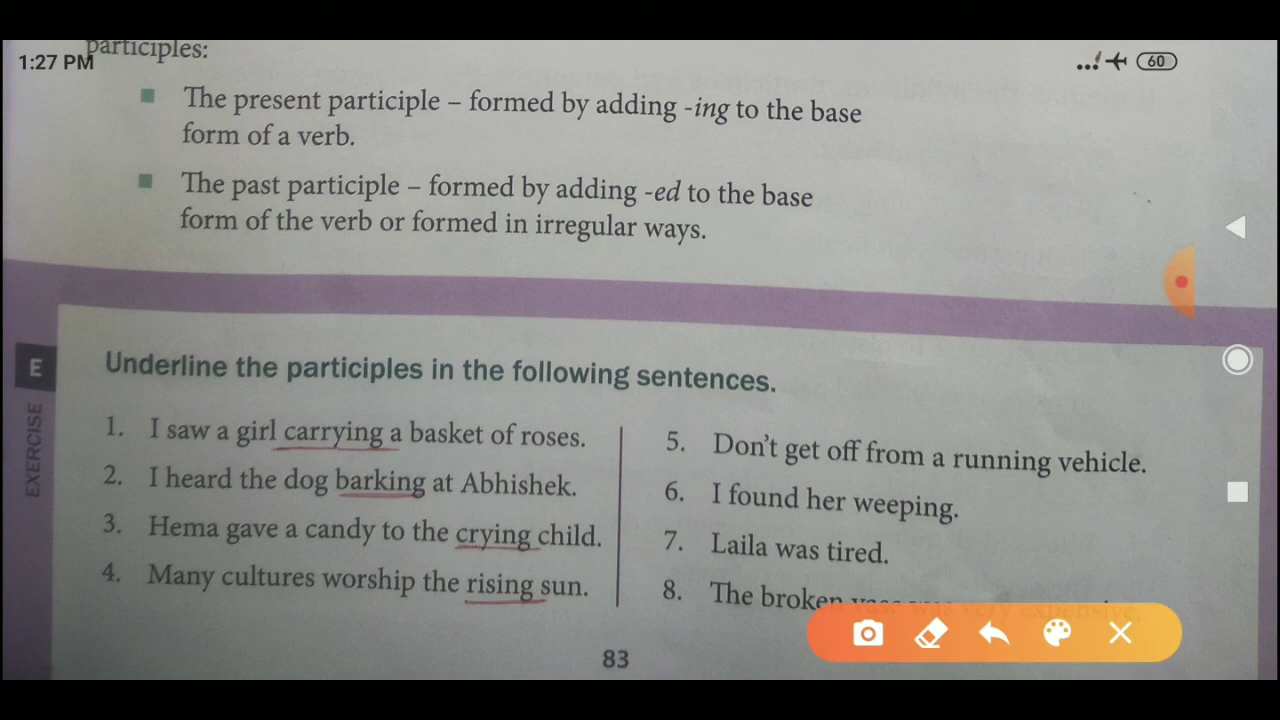 1:27 PM
60
participles:
The present participle – formed by adding -ing to the base
form of a verb.
The past participle – formed by adding -ed to the base
form of the verb or formed in irregular ways.
E
EXERCISE
Underline the participles in the following sentences.
1. I saw a girl carrying a basket of roses.
2. I heard the dog barking at Abhishek.
3. Hema gave a candy to the crying child.
4. Many cultures worship the rising sun.
5. Don't get off from a running vehicle.
6. I found her weeping.
7. Laila was tired.
8. The broken vase was very expensive.
83